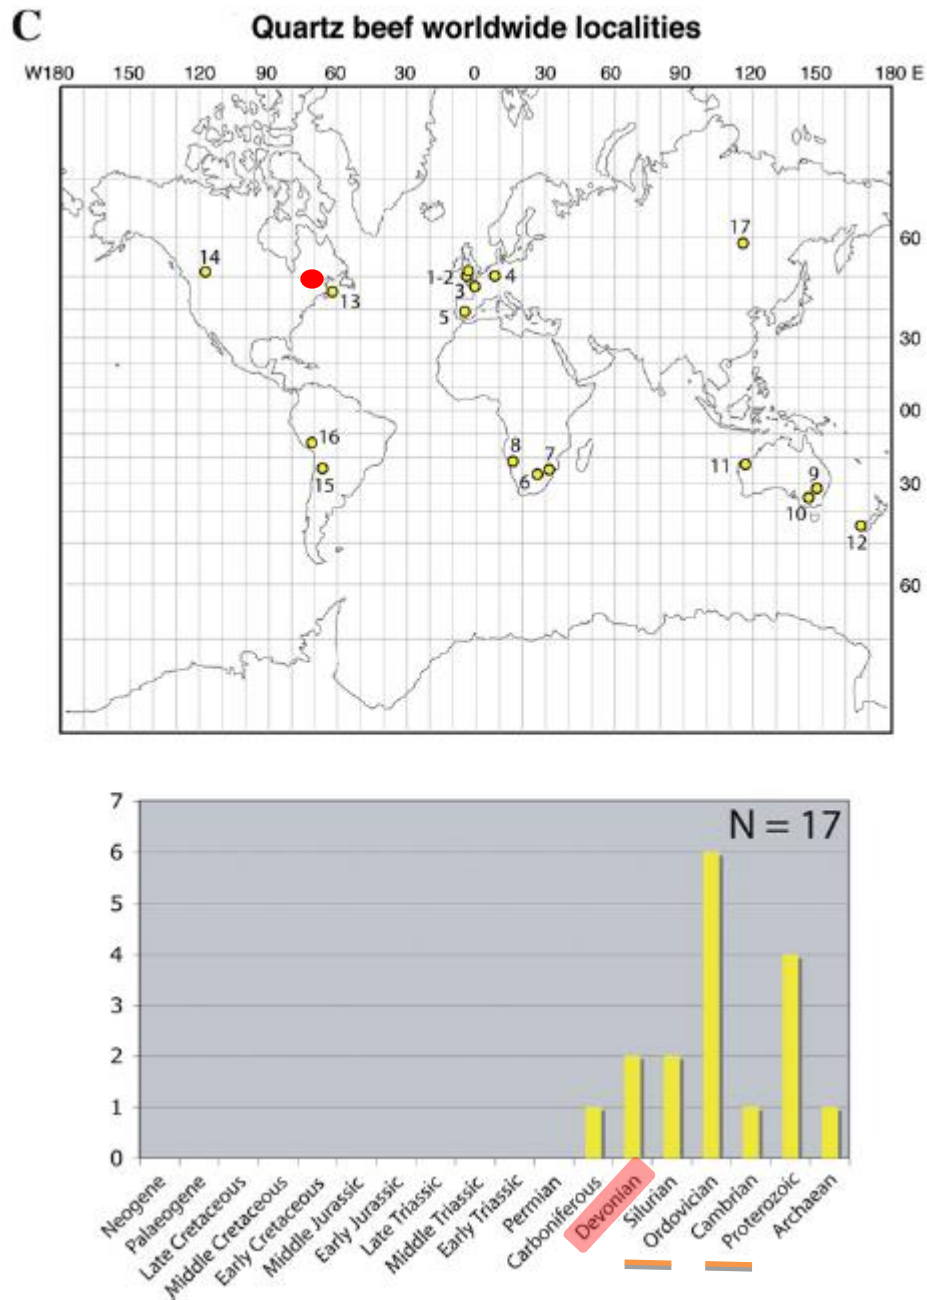 C
Quartz beef worldwide localities
W180 150 120 90 60 30 0 30 60 90 120 150 180 E
17
60
14
1-2
4
3
13
5
30
00
16
8
7
11
9
15
6
30
10
12
60
7
N = 17
6
5
4
3
2
1
0
Neogene
Palaeogene
Late Cretaceous
Middle Cretaceous
Early Cretaceous
Middle Jurassic
Early Jurassic
Late Triassic
Middle Triassic
Early Triassic
Permian
Carboniferous
Devonian
Silurian
Ordovician
Cambrian
Proterozoic
Archaean